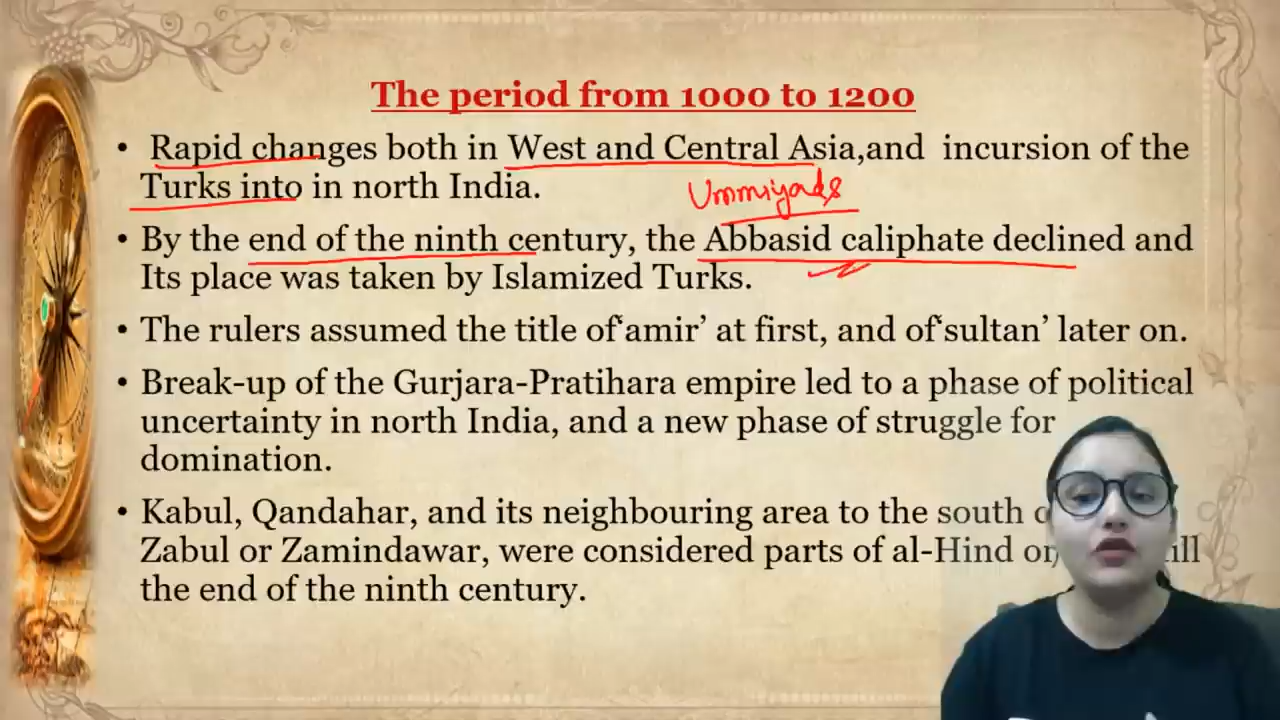 The period from 1000 to 1200
• Rapid changes both in West and Central Asia,and incursion of the
Turks into in north India.
Ummiyads
• By the end of the ninth century, the Abbasid caliphate declined and
Its place was taken by Islamized Turks.
• The rulers assumed the title of‘amir’ at first, and of‘sultan’ later on.
• Break-up of the Gurjara-Pratihara empire led to a phase of political
uncertainty in north India, and a new phase of struggle for
domination.
• Kabul, Qandahar, and its neighbouring area to the south
Zabul or Zamindawar, were considered parts of al-Hind
the end of the ninth century.